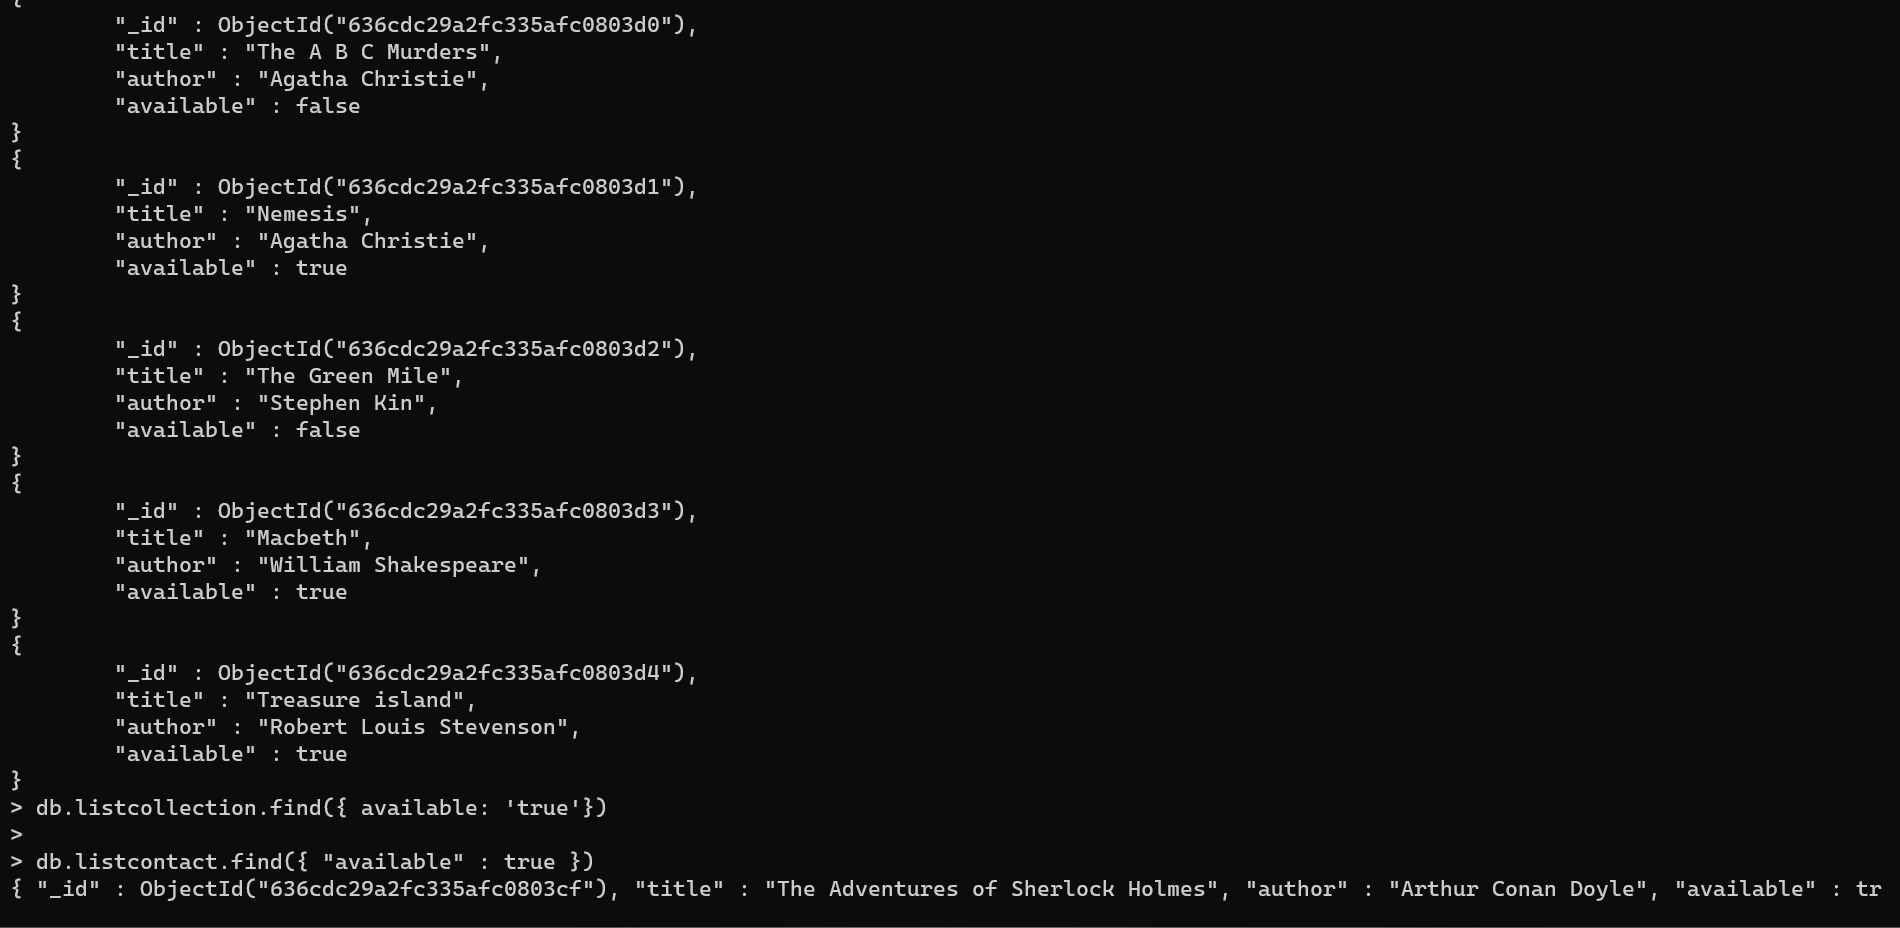 {
"_id" : ObjectId("636cdc29a2fc335afc0803d0"),
"title" : "The A B C Murders",
"author" : "Agatha Christie",
"available" : false
}
{
"_id" : ObjectId("636cdc29a2fc335afc0803d1"),
"title" : "Nemesis",
"author" : "Agatha Christie",
"available" : true
}
{
"_id" : ObjectId("636cdc29a2fc335afc0803d2"),
"title" : "The Green Mile",
"author" : "Stephen Kin",
"available" : false
}
{
"_id" : ObjectId("636cdc29a2fc335afc0803d3"),
"title" : "Macbeth",
"author" : "William Shakespeare",
"available" : true
}
{
"_id" : ObjectId("636cdc29a2fc335afc0803d4"),
"title" : "Treasure island",
"author" : "Robert Louis Stevenson",
"available" : true
}
> db.listcollection.find({ available: 'true'})
>
> db.listcontact.find({ "available" : true })
{ "_id" : ObjectId("636cdc29a2fc335afc0803cf"), "title" : "The Adventures of Sherlock Holmes", "author" : "Arthur Conan Doyle", "available" : tr